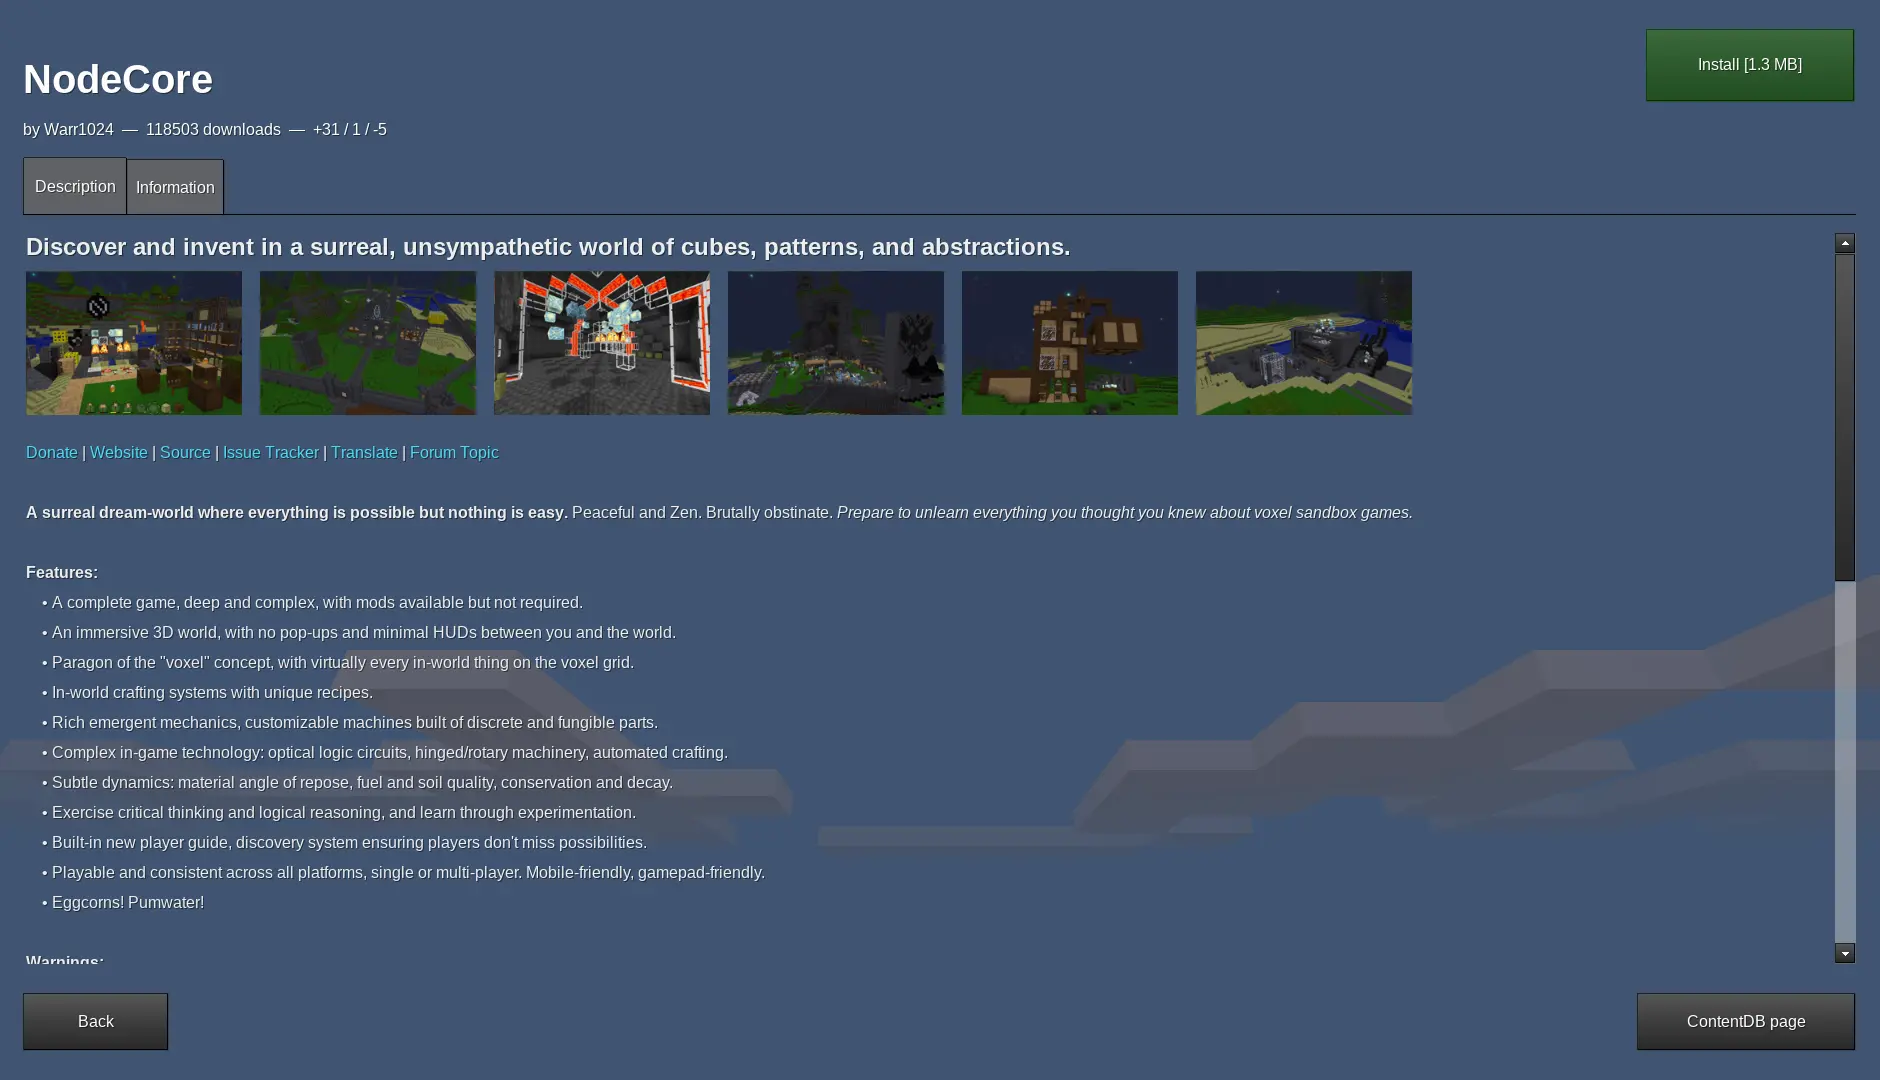 NodeCore
Install [1.3 MB]
by Warr1024 — 118503 downloads — +31 / 1 / -5
Description
Information
Discover and invent in a surreal, unsympathetic world of cubes, patterns, and abstractions.
Donate | Website | Source | Issue Tracker | Translate | Forum Topic
A surreal dream-world where everything is possible but nothing is easy. Peaceful and Zen. Brutally obstinate. Prepare to unlearn everything you thought you knew about voxel sandbox games.
Features:
• A complete game, deep and complex, with mods available but not required.
• An immersive 3D world, with no pop-ups and minimal HUDs between you and the world.
• Paragon of the "voxel" concept, with virtually every in-world thing on the voxel grid.
• In-world crafting systems with unique recipes.
• Rich emergent mechanics, customizable machines built of discrete and fungible parts.
• Complex in-game technology: optical logic circuits, hinged/rotary machinery, automated crafting.
• Subtle dynamics: material angle of repose, fuel and soil quality, conservation and decay.
• Exercise critical thinking and logical reasoning, and learn through experimentation.
• Built-in new player guide, discovery system ensuring players don't miss possibilities.
• Playable and consistent across all platforms, single or multi-player. Mobile-friendly, gamepad-friendly.
• Eggcorns! Pumwater!
Warnings:
Back
ContentDB page